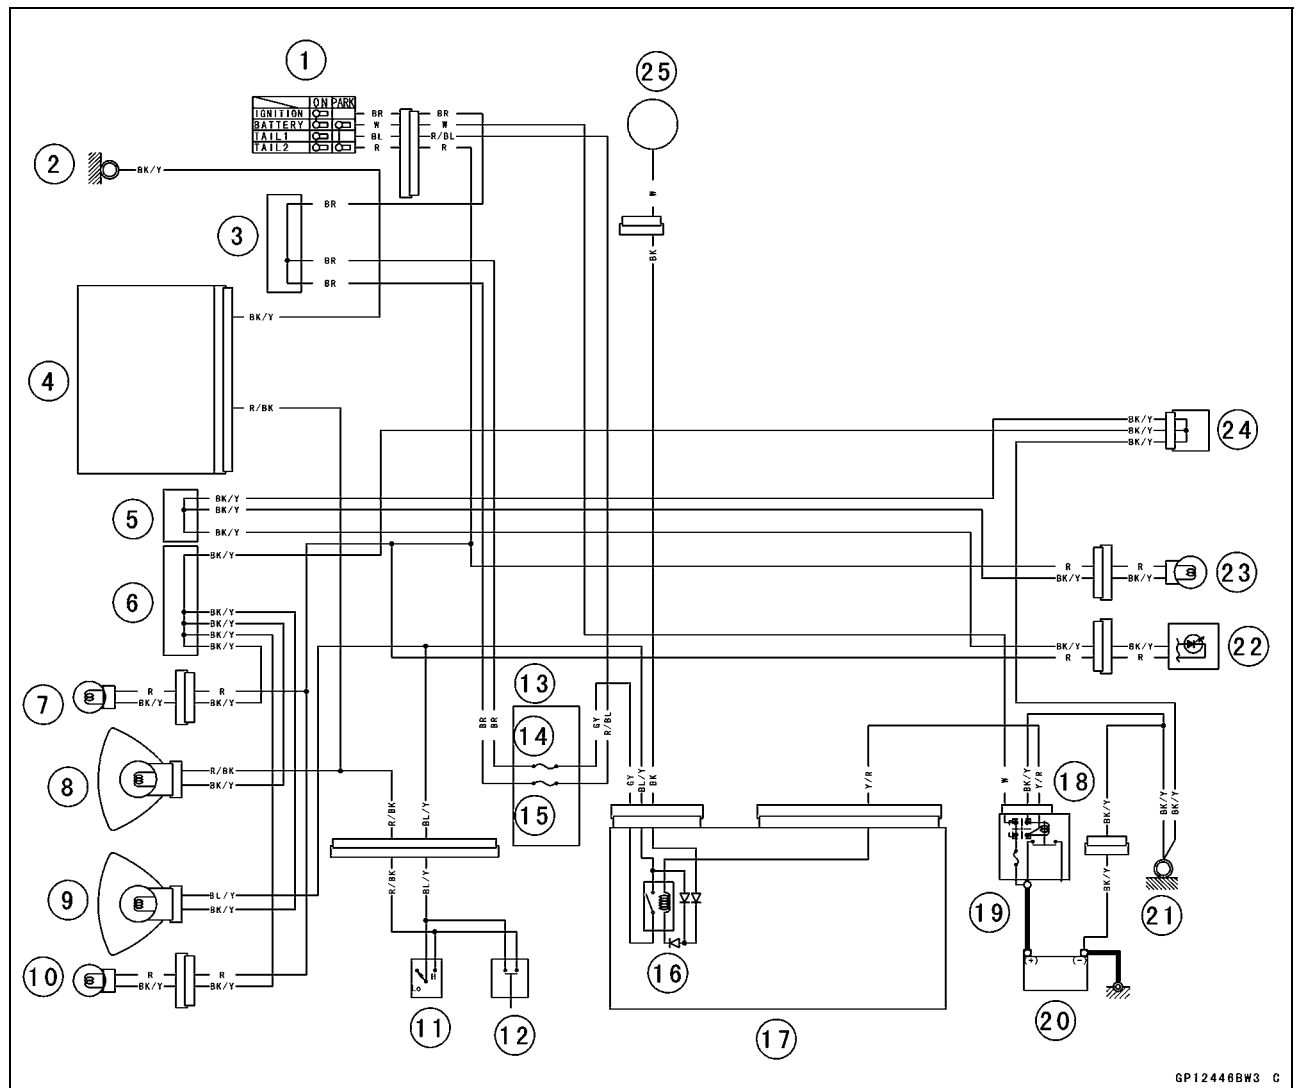 1
25
ON PARK
IGNITION
BATTERY
TAIL1
TAIL2
BR BR
W W
BL R/BL
R R
2
BK/Y
3
BR
BR
BR
W
BK
4
BK/Y
R/BK
24
BK/Y
BK/Y
BK/Y
5
BK/Y
BK/Y
BK/Y
6
BK/Y
BK/Y
BK/Y
BK/Y
BK/Y
23
R R
BK/Y BK/Y
22
BK/Y BK/Y
R R
7
R R
BK/Y BK/Y
13
14
15
BR
BR
GY
R/BL
8
R/BK
BK/Y
R/BK
BL/Y
GY
BL/Y
BK
Y/R
W
BK/Y
Y/R
18
BK/Y
BK/Y
BK/Y
9
BL/Y
BK/Y
R/BK
BL/Y
BK/Y
19
21
10
R R
BK/Y BK/Y
Lo
Hi
11
12
16
17
(+) (-)
20
GP12446BW3 C